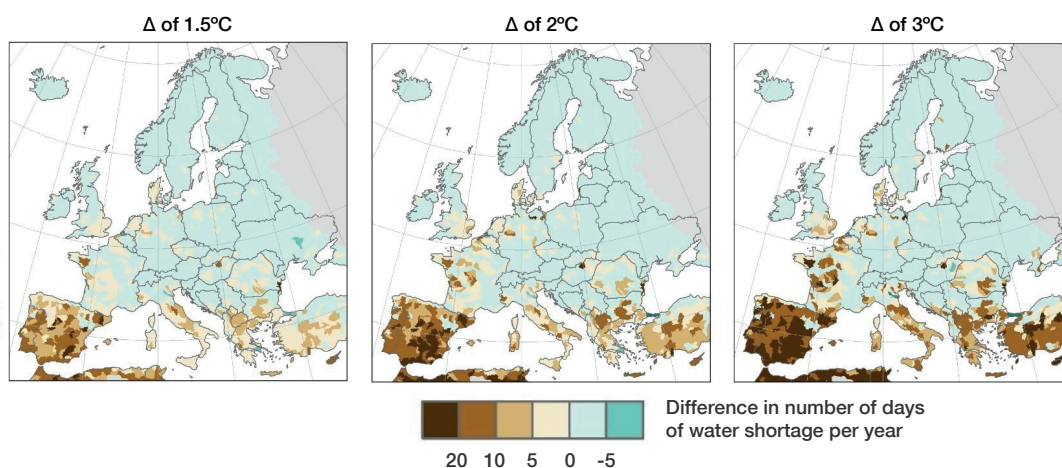 Δ of 1.5ºC
Δ of 2ºC
Δ of 3ºC
Difference in number of days
of water shortage per year
20 10 5 0 -5